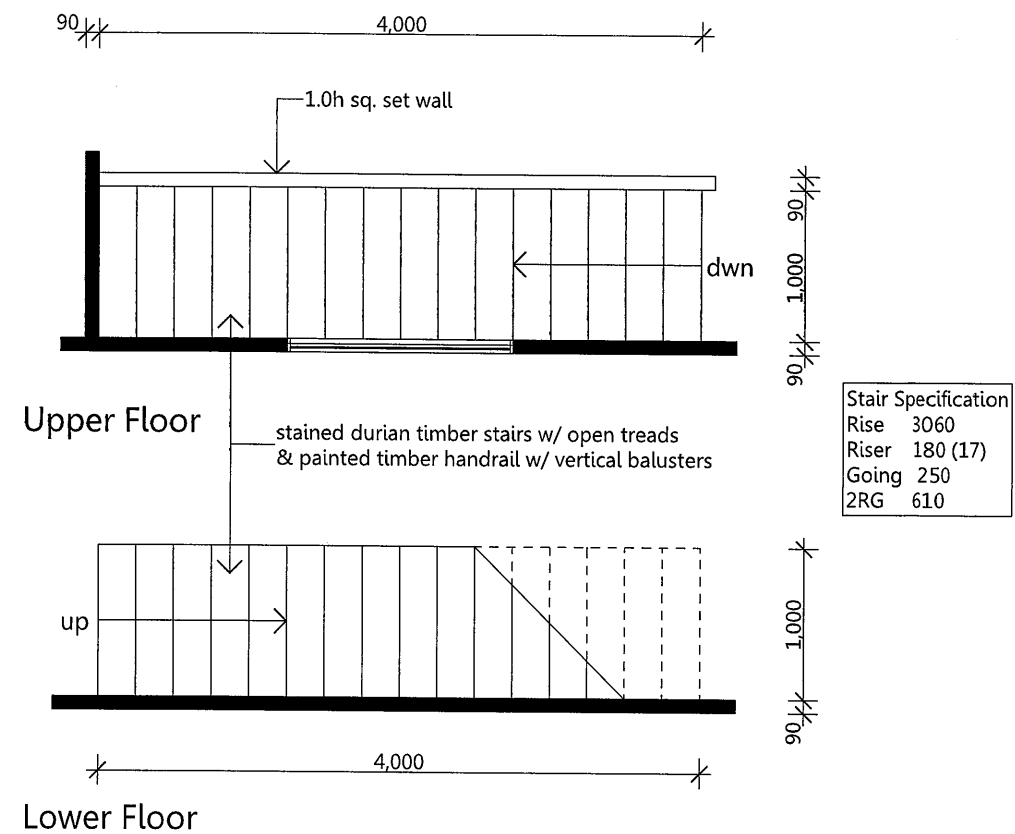 90
4,000
1.0h sq. set wall
90
dwn
1,000
90
Upper Floor
stained durian timber stairs w/ open treads
& painted timber handrail w/ vertical balusters
Stair Specification
Rise 3060
Riser 180 (17)
Going 250
2RG 610
up
1,000
90
4,000
Lower Floor